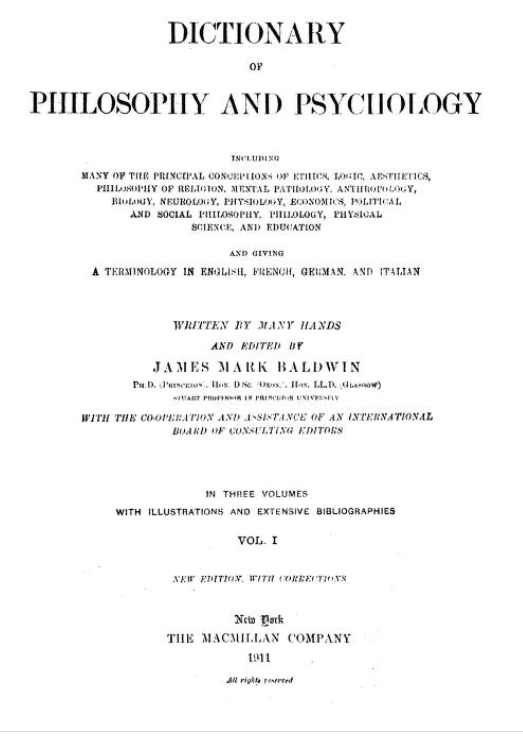 DICTIONARY
OF
PHILOSOPHY AND PSYCHOLOGY
INCLUDING
MANY OF THE PRINCIPAL CONCEPTIONS OF ETHICS, LOGIC, AESTHETICS,
PHILOSOPHY OF RELIGION, MENTAL PATHOLOGY, ANTHROPOLOGY,
BIOLOGY, NEUROLOGY, PHYSIOLOGY, ECONOMICS, POLITICAL
AND SOCIAL PHILOSOPHY, PHILOLOGY, PHYSICAL
SCIENCE, AND EDUCATION
AND GIVING
A TERMINOLOGY IN ENGLISH, FRENCH, GERMAN, AND ITALIAN
WRITTEN BY MANY HANDS
AND EDITED BY
JAMES MARK BALDWIN
PH.D. (PRINCETON), HON. D.SC. (OXON.), HON. LL.D. (GLASGOW)
STUART PROFESSOR IN PRINCETON UNIVERSITY
WITH THE CO-OPERATION AND ASSISTANCE OF AN INTERNATIONAL
BOARD OF CONSULTING EDITORS
IN THREE VOLUMES
WITH ILLUSTRATIONS AND EXTENSIVE BIBLIOGRAPHIES
VOL. I
NEW EDITION, WITH CORRECTIONS
New York
THE MACMILLAN COMPANY
1911
All rights reserved